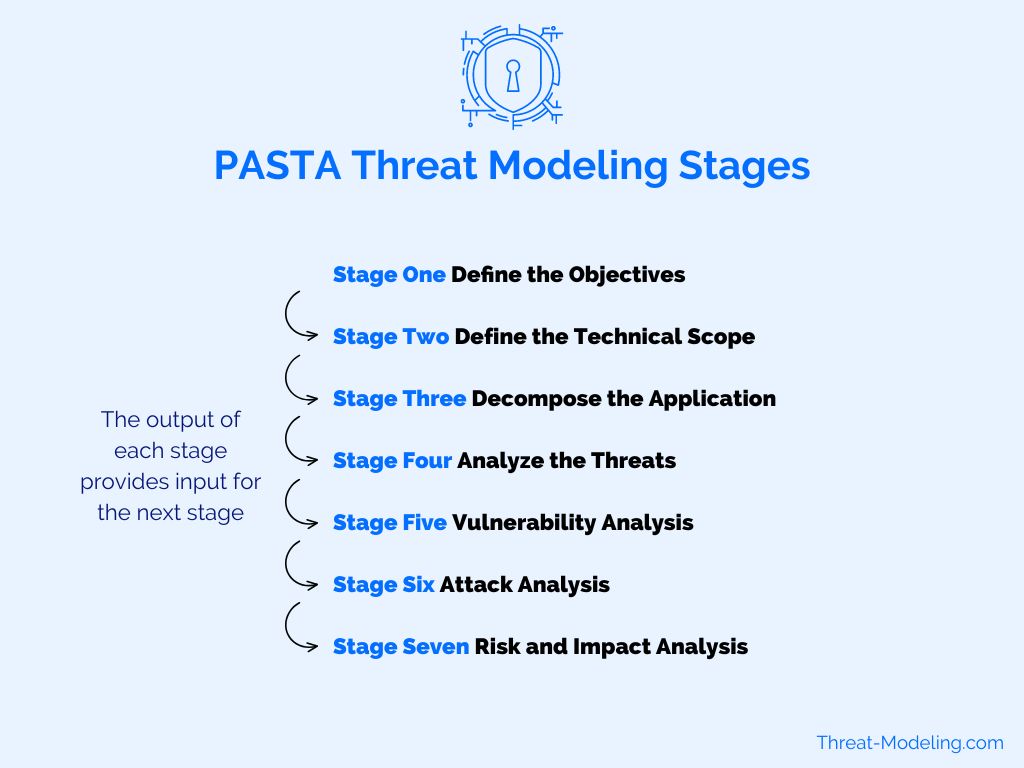 PASTA Threat Modeling Stages
Stage One Define the Objectives
Stage Two Define the Technical Scope
Stage Three Decompose the Application
Stage Four Analyze the Threats
Stage Five Vulnerability Analysis
Stage Six Attack Analysis
Stage Seven Risk and Impact Analysis
The output of
each stage
provides input for
the next stage
Threat-Modeling.com